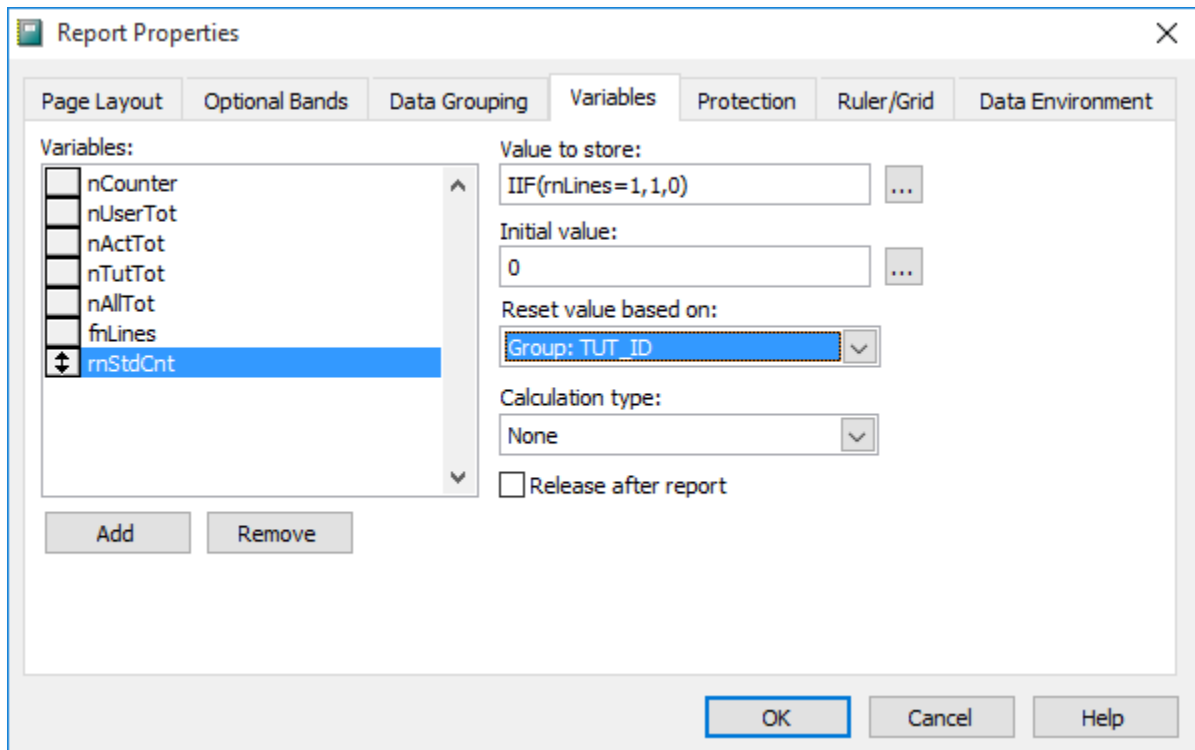 Report Properties
Page Layout Optional Bands Data Grouping Variables Protection Ruler/Grid Data Environment
Variables:
nCounter
nUserTot
nActTot
nTutTot
nAllTot
fnLines
rnStdCnt
Add Remove
Value to store:
IIF(rnLines=1,1,0) ...
Initial value:
0 ...
Reset value based on:
Group: TUT_ID
Calculation type:
None
Release after report
OK Cancel Help